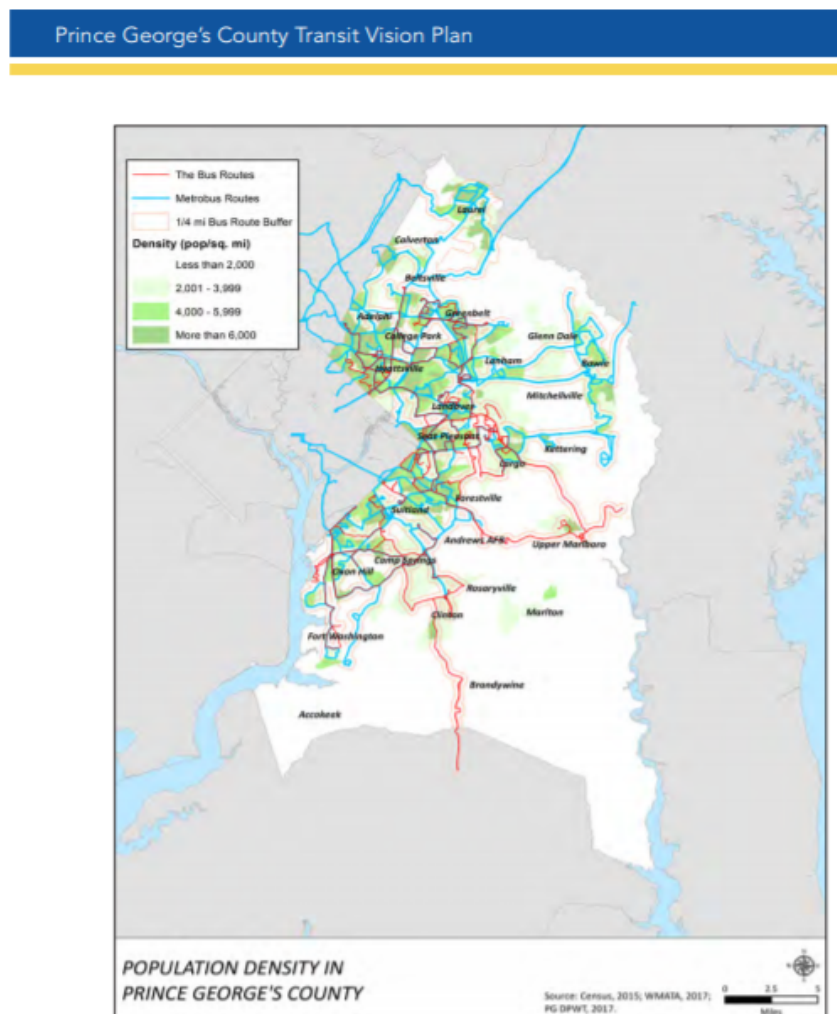 Prince George's County Transit Vision Plan
The Bus Routes
Metrobus Routes
1/4 mi Bus Route Buffer
Density (pop/sq. mi)
Less than 2,000
2,001 - 3,999
4,000 - 5,999
More than 6,000
Laurel
Calverton
Beltsville
Adelphi
Greenbelt
College Park
Glenn Dale
Lanham
Bowie
Hyattsville
Mitchellville
Landover
Seat Pleasant
Kettering
Largo
Forestville
Suitland
Andrews AFB
Upper Marlboro
Camp Springs
Oxon Hill
Rosaryville
Clinton
Marlton
Fort Washington
Brandywine
Accokeek
POPULATION DENSITY IN
PRINCE GEORGE'S COUNTY
Source: Census, 2015; WMATA, 2017;
PG DPWT, 2017.
0 2.5 5
Miles